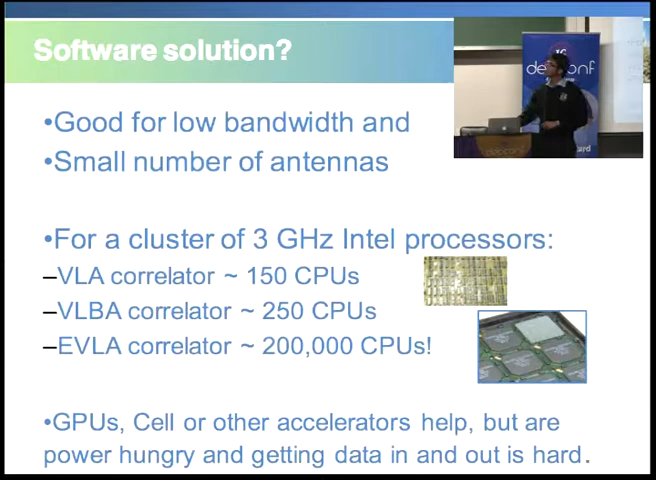 Software solution?
16
debconf
•Good for low bandwidth and
•Small number of antennas
•For a cluster of 3 GHz Intel processors:
–VLA correlator ~ 150 CPUs
–VLBA correlator ~ 250 CPUs
–EVLA correlator ~ 200,000 CPUs!
•GPUs, Cell or other accelerators help, but are
power hungry and getting data in and out is hard.